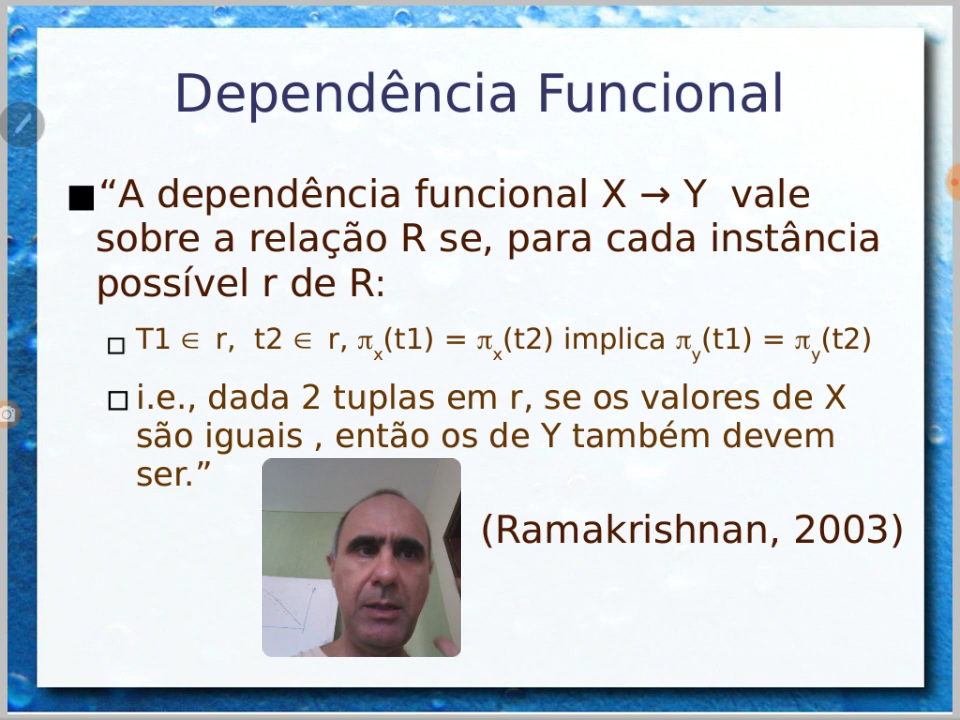 Dependência Funcional
“A dependência funcional X → Y vale
sobre a relação R se, para cada instância
possível r de R:
T1 ∈ r, t2 ∈ r, πx(t1) = πx(t2) implica πy(t1) = πy(t2)
i.e., dada 2 tuplas em r, se os valores de X
são iguais , então os de Y também devem
ser.”
(Ramakrishnan, 2003)